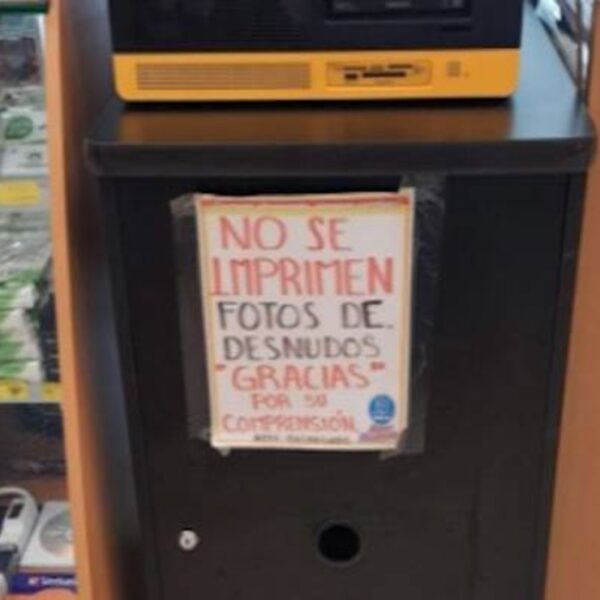 NO SE
IMPRIMEN
FOTOS DE.
DESNUDOS
"GRACIAS"
POR SU
COMPRENSIÓN